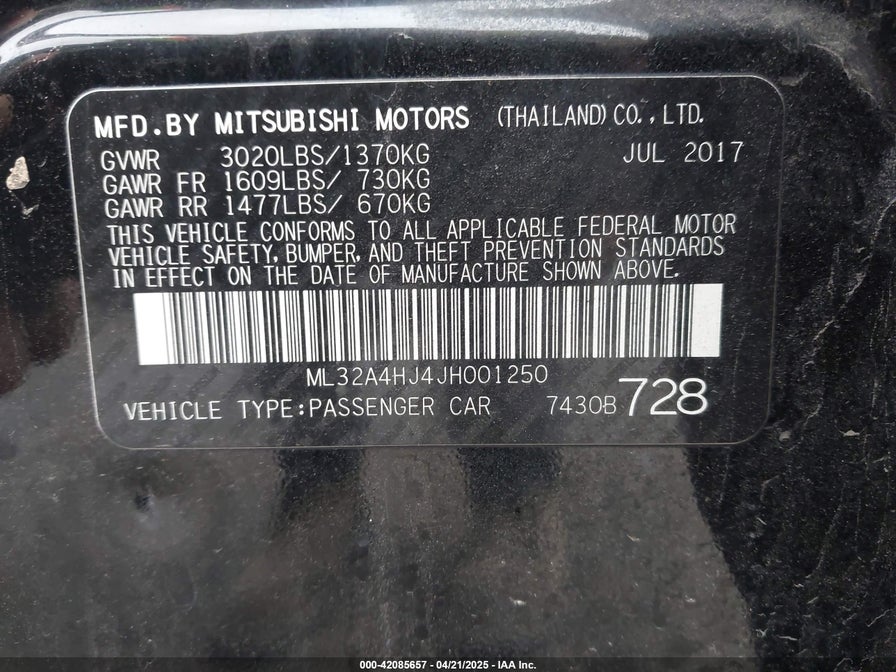 MFD.BY MITSUBISHI MOTORS (THAILAND) CO., LTD.
GVWR 3020LBS/1370KG JUL 2017
GAWR FR 1609LBS/ 730KG
GAWR RR 1477LBS/ 670KG
THIS VEHICLE CONFORMS TO ALL APPLICABLE FEDERAL MOTOR
VEHICLE SAFETY, BUMPER, AND THEFT PREVENTION STANDARDS
IN EFFECT ON THE DATE OF MANUFACTURE SHOWN ABOVE.
ML32A4HJ4JH001250
VEHICLE TYPE:PASSENGER CAR 7430B 728
000-42085657 - 04/21/2025 - IAA Inc.